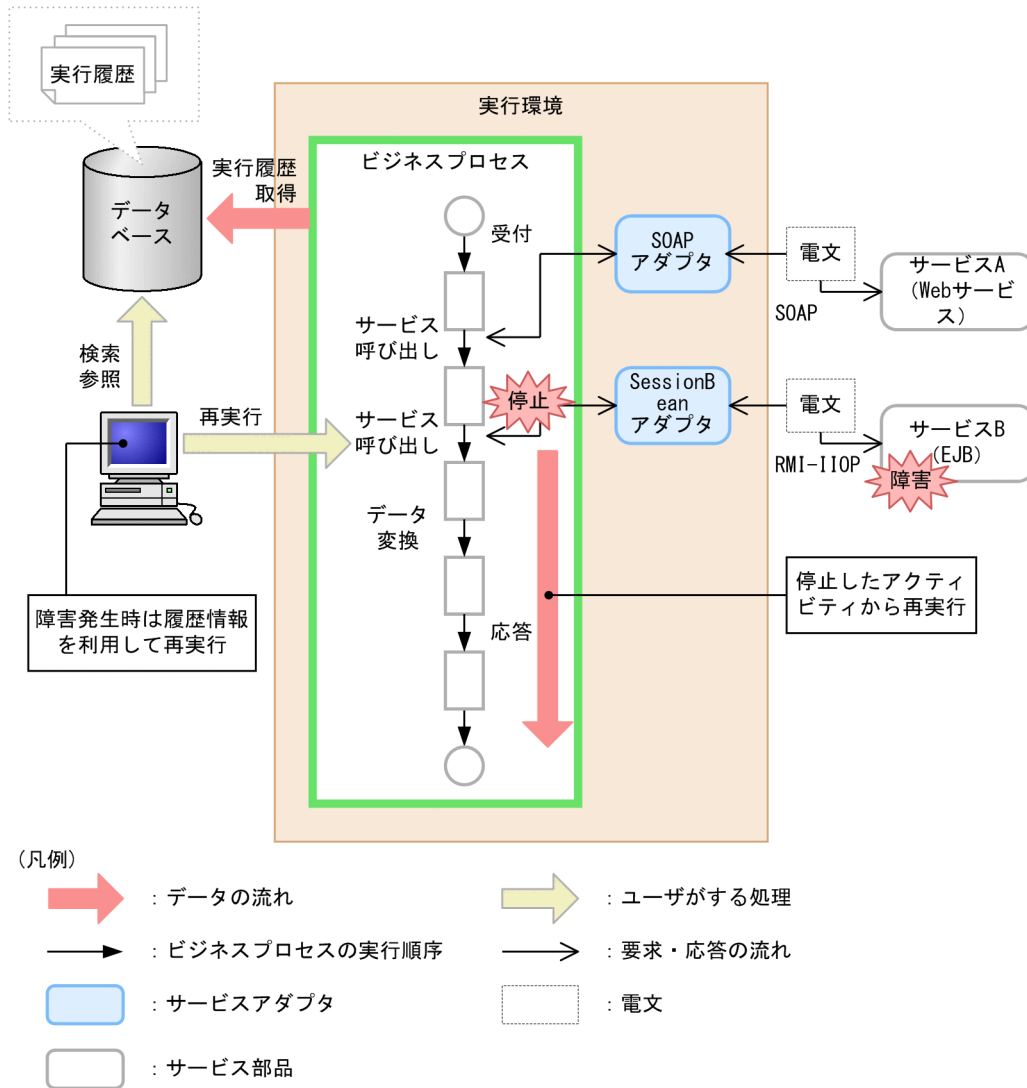 実行履歴
実行環境
ビジネスプロセス
実行履歴
取得
データ
ベース
受付
SOAP
アダプタ
電文
サービスA
(Webサービ
ス)
SOAP
サービス
呼び出し
検索
参照
SessionB
ean
アダプタ
停止
電文
再実行
サービス
呼び出し
サービスB
(EJB)
RMI-IIOP
障害
データ
変換
停止したアクティ
ビティから再実行
障害発生時は履歴情報
を利用して再実行
応答
(凡例)
：データの流れ
：ユーザがする処理
：ビジネスプロセスの実行順序
：要求・応答の流れ
：サービスアダプタ
：電文
：サービス部品